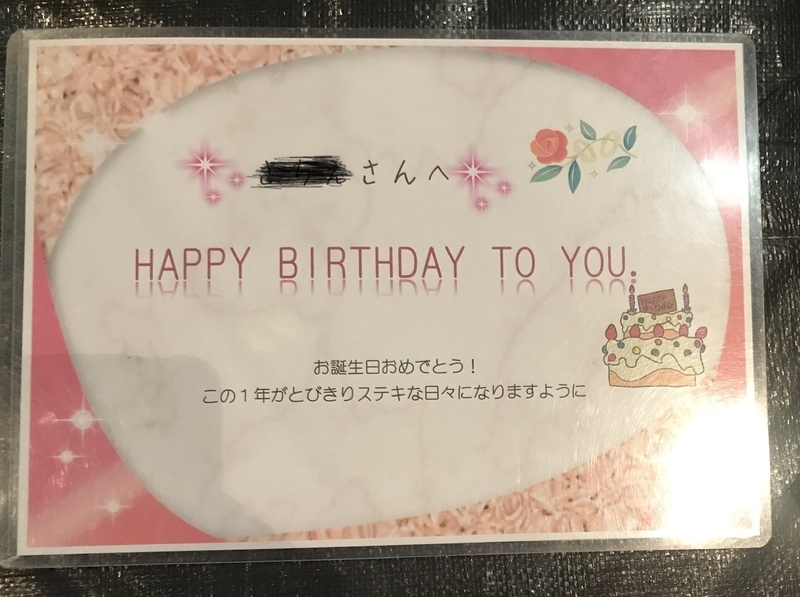 さんへ
HAPPY BIRTHDAY TO YOU.
お誕生日おめでとう!
この1年がとびきりステキな日々になりますように